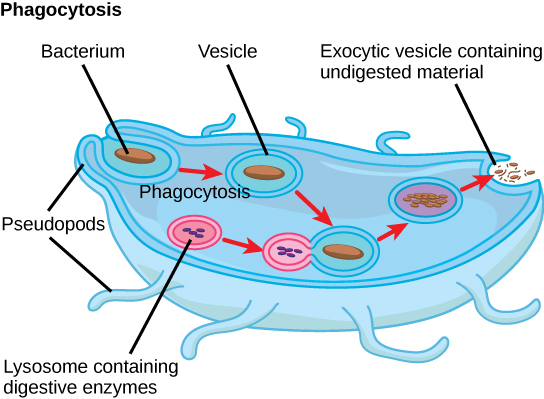 Phagocytosis
Bacterium
Vesicle
Exocytic vesicle containing
undigested material
Phagocytosis
Pseudopods
Lysosome containing
digestive enzymes